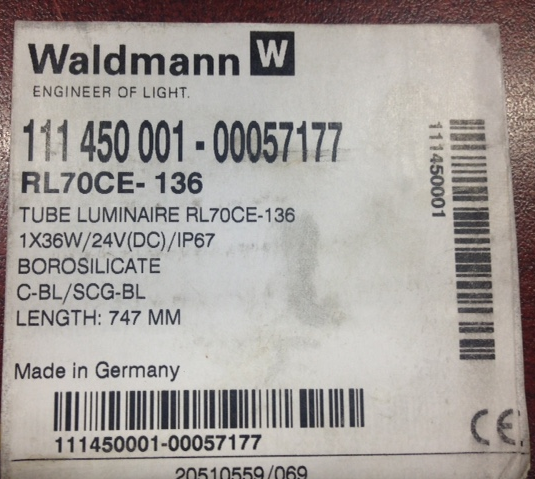 Waldmann W
ENGINEER OF LIGHT.
111 450 001 - 00057177
RL70CE- 136
TUBE LUMINAIRE RL70CE-136
1X36W/24V(DC)/IP67
BOROSILICATE
C-BL/SCG-BL
LENGTH: 747 MM
111450001
Made in Germany
111450001-00057177
CE
20510559/069